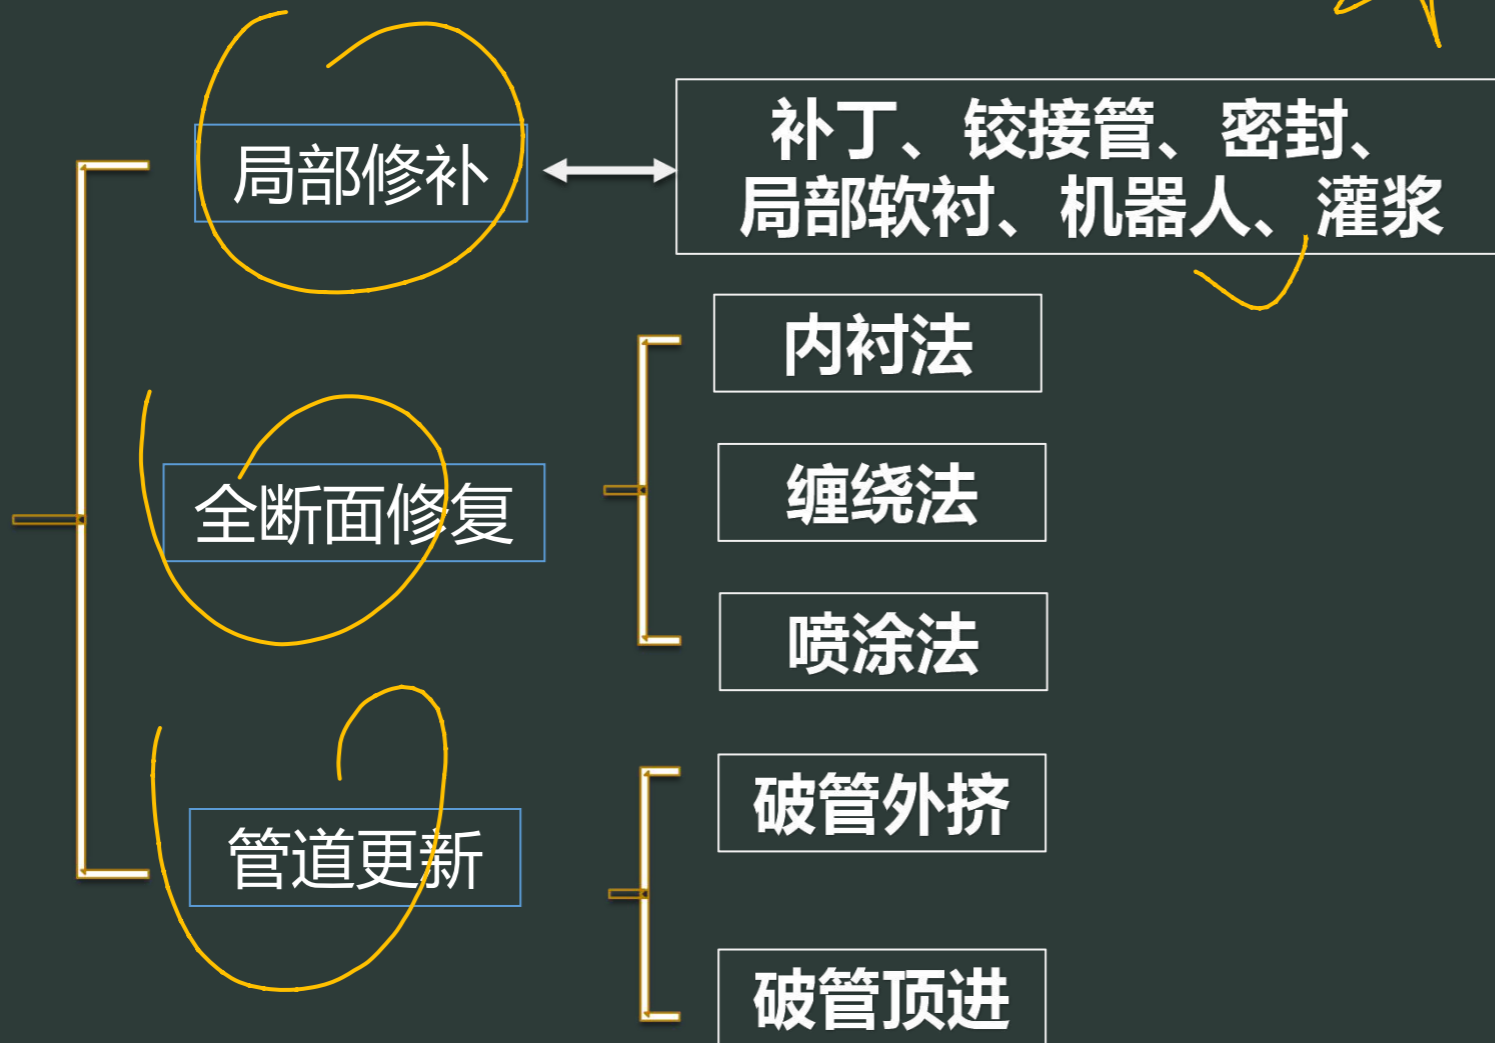 局部修补
补丁、铰接管、密封、
局部软衬、机器人、灌浆
全断面修复
内衬法
缠绕法
喷涂法
管道更新
破管外挤
破管顶进